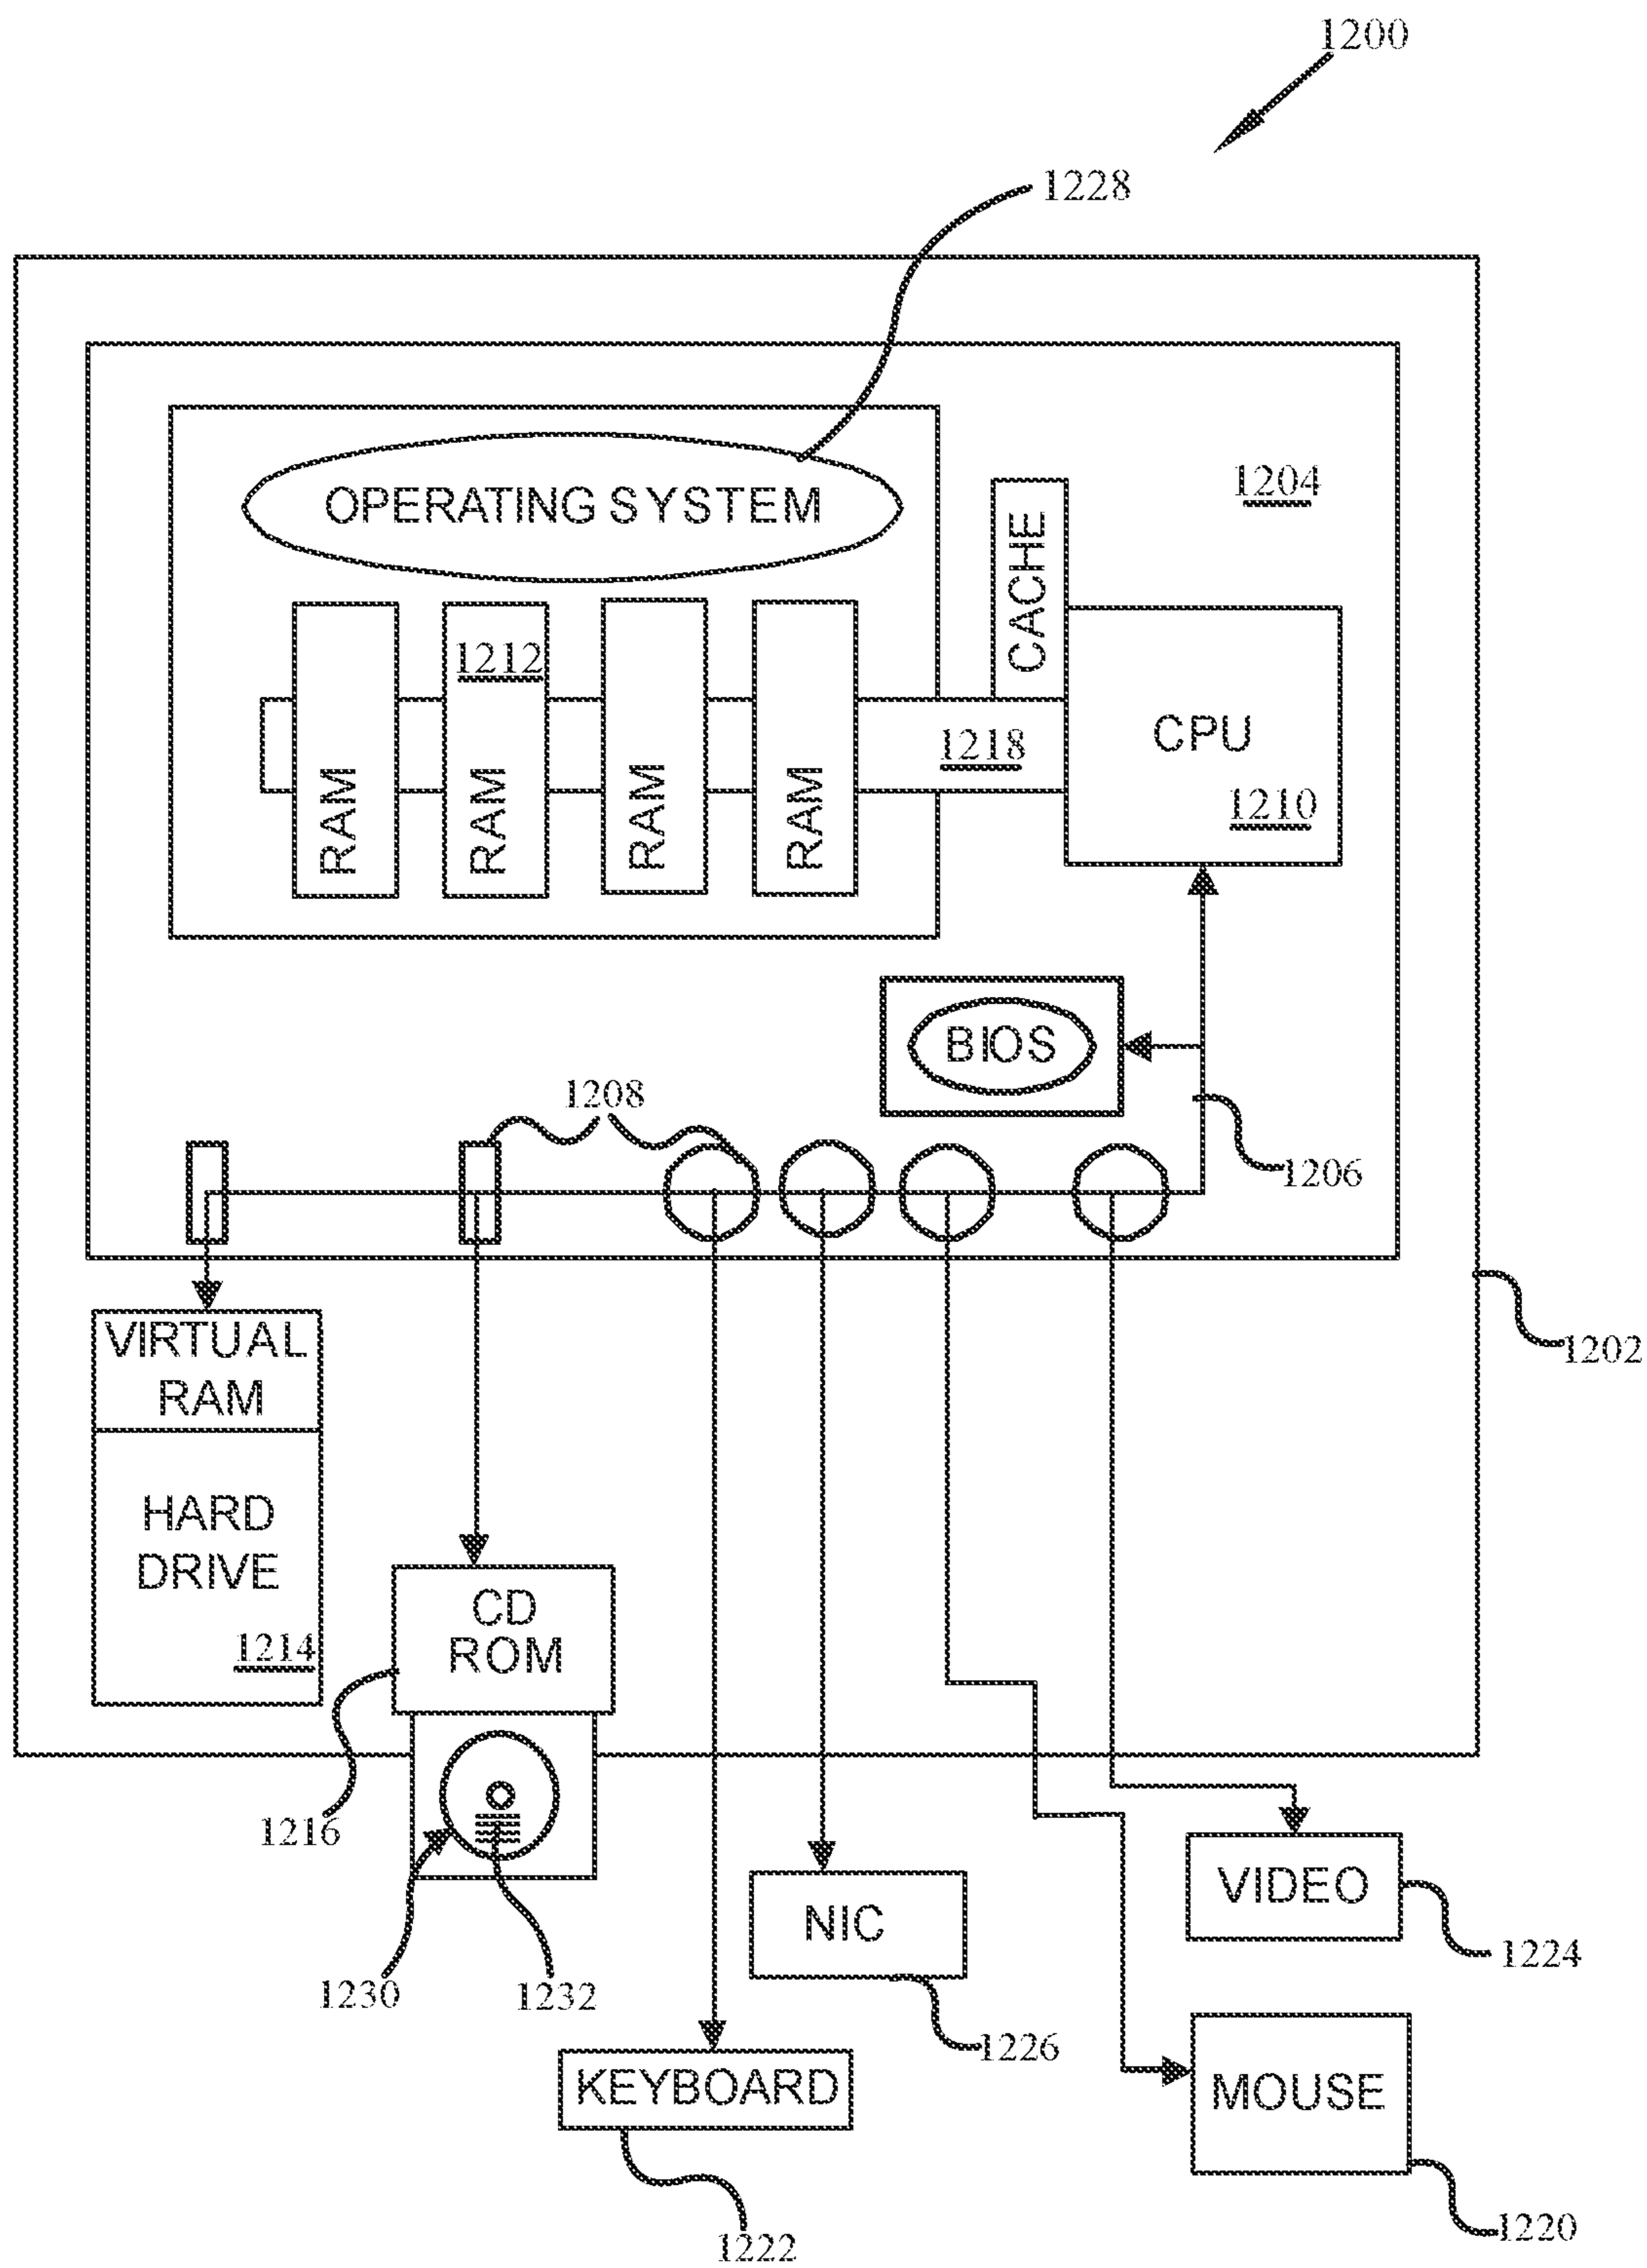 1200
1228
OPERATING SYSTEM
1204
CACHE
1212
RAM
RAM
RAM
RAM
1218
CPU
1210
BIOS
1208
1206
VIRTUAL
RAM
1202
HARD
DRIVE
1214
CD
ROM
1216
VIDEO
NIC
1224
1230
1232
1226
KEYBOARD
MOUSE
1222
1220